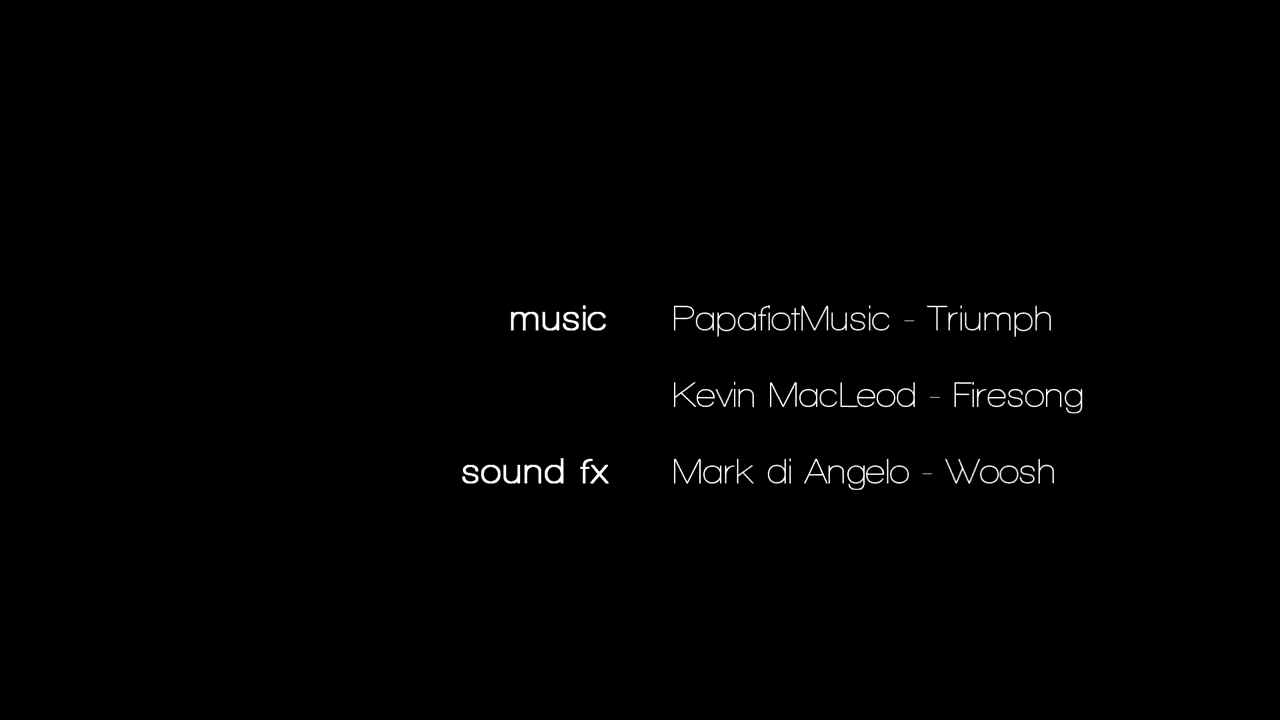 music PapafiotMusic - Triumph
Kevin MacLeod - Firesong
sound fx Mark di Angelo - Woosh